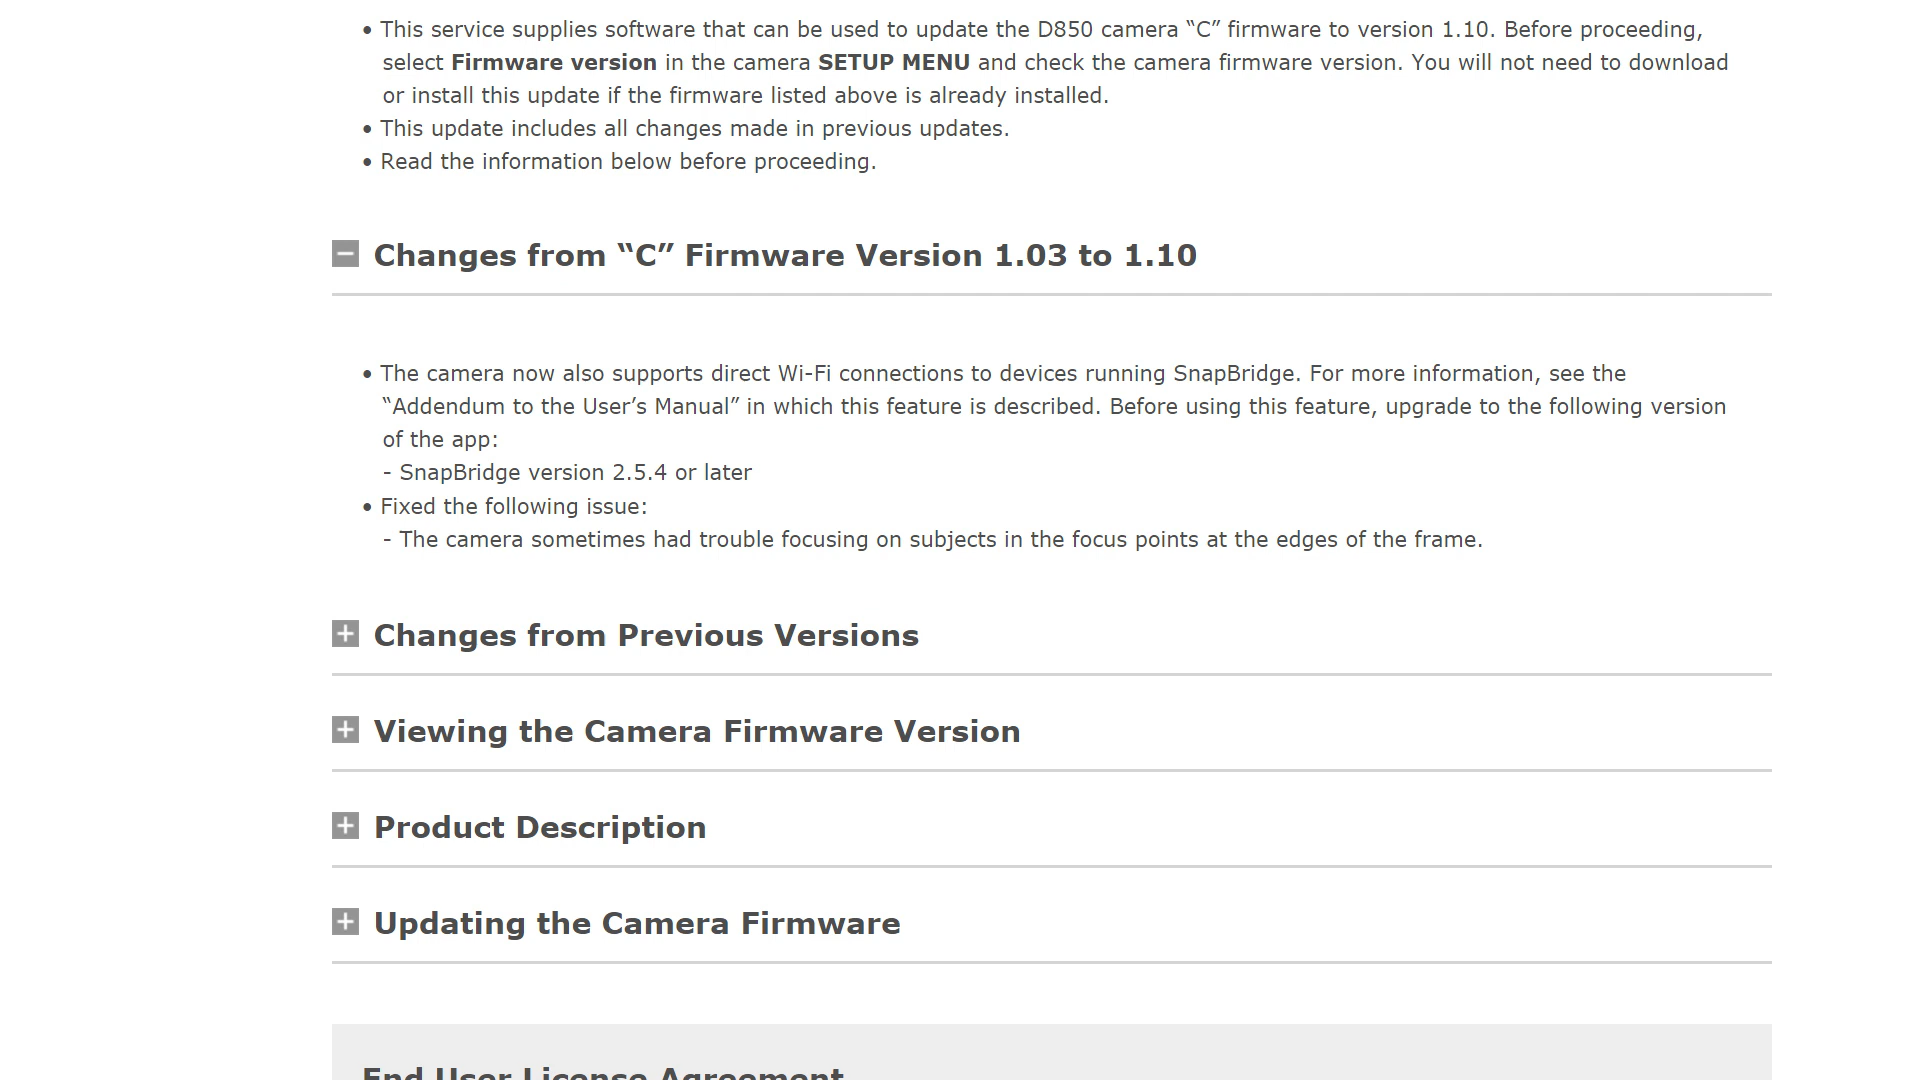 • This service supplies software that can be used to update the D850 camera “C” firmware to version 1.10. Before proceeding,
select Firmware version in the camera SETUP MENU and check the camera firmware version. You will not need to download
or install this update if the firmware listed above is already installed.
• This update includes all changes made in previous updates.
• Read the information below before proceeding.
Changes from “C” Firmware Version 1.03 to 1.10
• The camera now also supports direct Wi-Fi connections to devices running SnapBridge. For more information, see the
“Addendum to the User’s Manual” in which this feature is described. Before using this feature, upgrade to the following version
of the app:
- SnapBridge version 2.5.4 or later
• Fixed the following issue:
- The camera sometimes had trouble focusing on subjects in the focus points at the edges of the frame.
Changes from Previous Versions
Viewing the Camera Firmware Version
Product Description
Updating the Camera Firmware
End User License Agreement